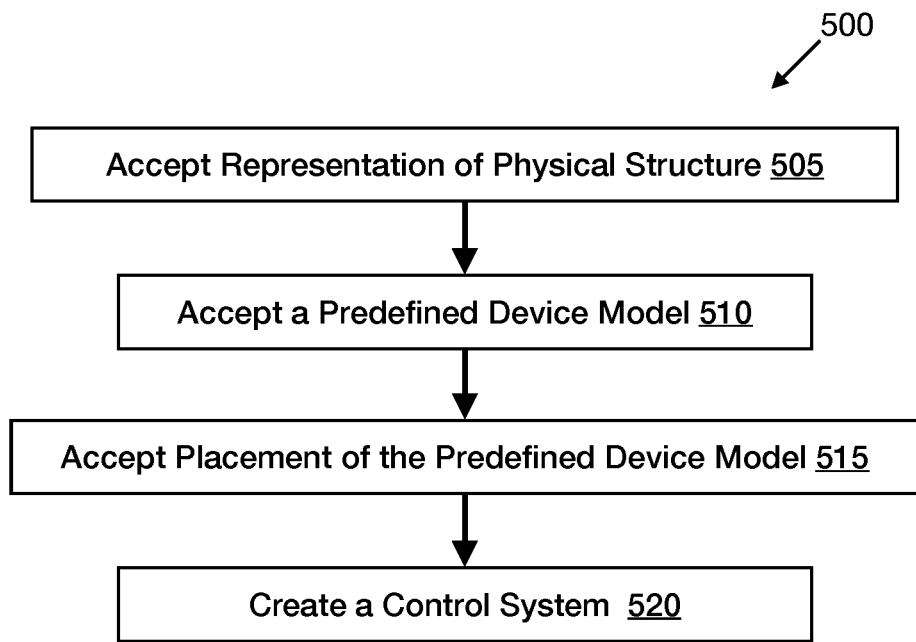 500
Accept Representation of Physical Structure 505
Accept a Predefined Device Model 510
Accept Placement of the Predefined Device Model 515
Create a Control System 520